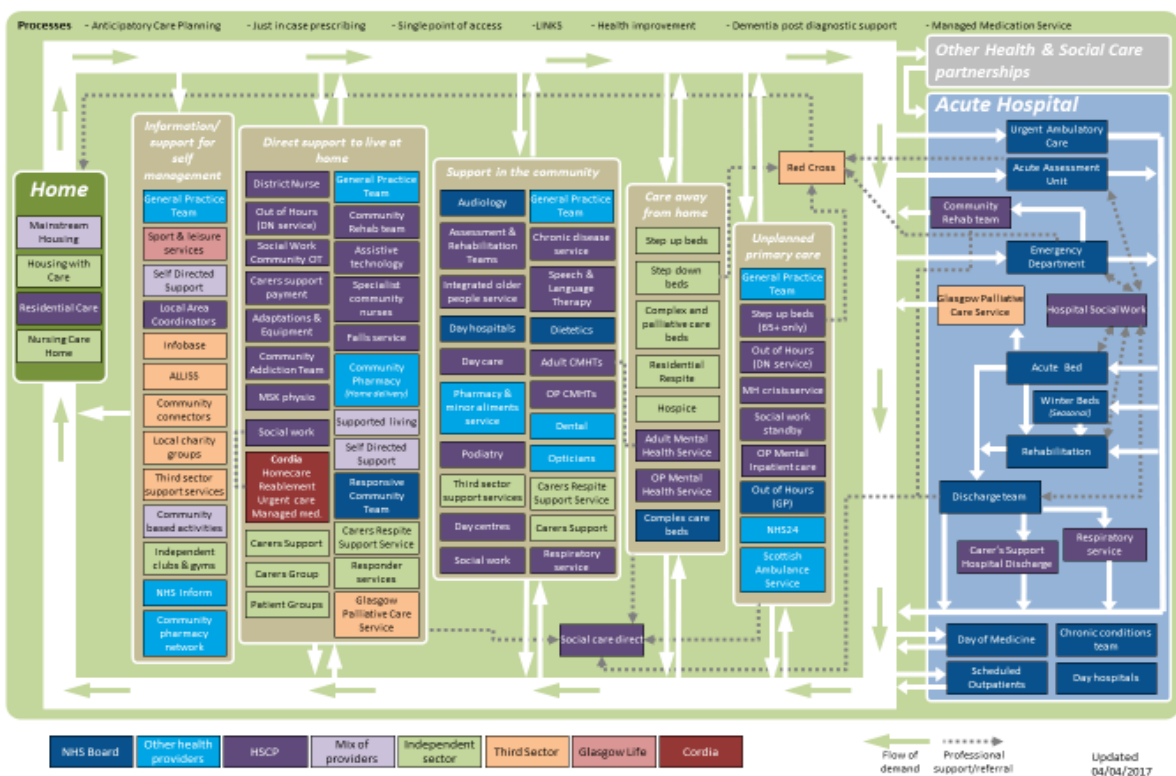 Processes - Anticipatory Care Planning - Just in case prescribing - Single point of access -LINKS - Health improvement - Dementia post diagnostic support - Managed Medication Service
Other Health & Social Care
partnerships
Home
Mainstream
Housing
Housing with
Care
Residential Care
Nursing Care
Home
Information/
support for
self
management
General Practice
Team
Sport & leisure
services
Self Directed
Support
Local Area
Coordinators
Infobase
ALLISS
Community
connectors
Local charity
groups
Third sector
support services
Community
based activities
Independent
clubs & gyms
NHS Inform
Community
pharmacy
network
Direct support to live at
home
District Nurse
Out of Hours
(DN service)
Social Work
Community OT
Carers support
payment
Adaptations &
Equipment
Community
Addiction Team
MSK physio
Social work
Cordia
Homecare
Reablement
Urgent care
Managed med.
Carers Support
Carers Group
Patient Groups
General Practice
Team
Community
Rehab team
Assistive
technology
Specialist
community
nurses
Falls service
Community
Pharmacy
(Home delivery)
Supported living
Self Directed
Support
Responsive
Community
Team
Carers Respite
Support Service
Responder
services
Glasgow
Palliative Care
Service
Support in the community
Audiology
Assessment &
Rehabilitation
Teams
Integrated older
people service
Day hospitals
Day care
Pharmacy &
minor aliments
service
Podiatry
Third sector
support services
Day centres
Social work
General Practice
Team
Chronic disease
service
Speech &
Language
Therapy
Dietetics
Adult CMHTs
OP CMHTs
Dental
Opticians
Carers Respite
Support Service
Carers Support
Respiratory
service
Care away
from home
Step up beds
Step down
beds
Complex and
palliative care
beds
Residential
Respite
Hospice
Adult Mental
Health Service
OP Mental
Health Service
Complex care
beds
Unplanned
primary care
General Practice
Team
Step up beds
(65+ only)
Out of Hours
(DN service)
MH crisis service
Social work
standby
OP Mental
Inpatient care
Out of Hours
(GP)
NHS24
Scottish
Ambulance
Service
Red Cross
Social care direct
Acute Hospital
Urgent Ambulatory
Care
Acute Assessment
Unit
Community
Rehab team
Emergency
Department
Glasgow Palliative
Care Service
Hospital Social Work
Acute Bed
Winter Beds
(Seasonal)
Rehabilitation
Discharge team
Carer's Support
Hospital Discharge
Respiratory
service
Day of Medicine
Chronic conditions
team
Scheduled
Outpatients
Day hospitals
NHS Board
Other health
providers
HSCP
Mix of
providers
Independent
sector
Third Sector
Glasgow Life
Cordia
Flow of
demand
Professional
support/referral
Updated
04/04/2017